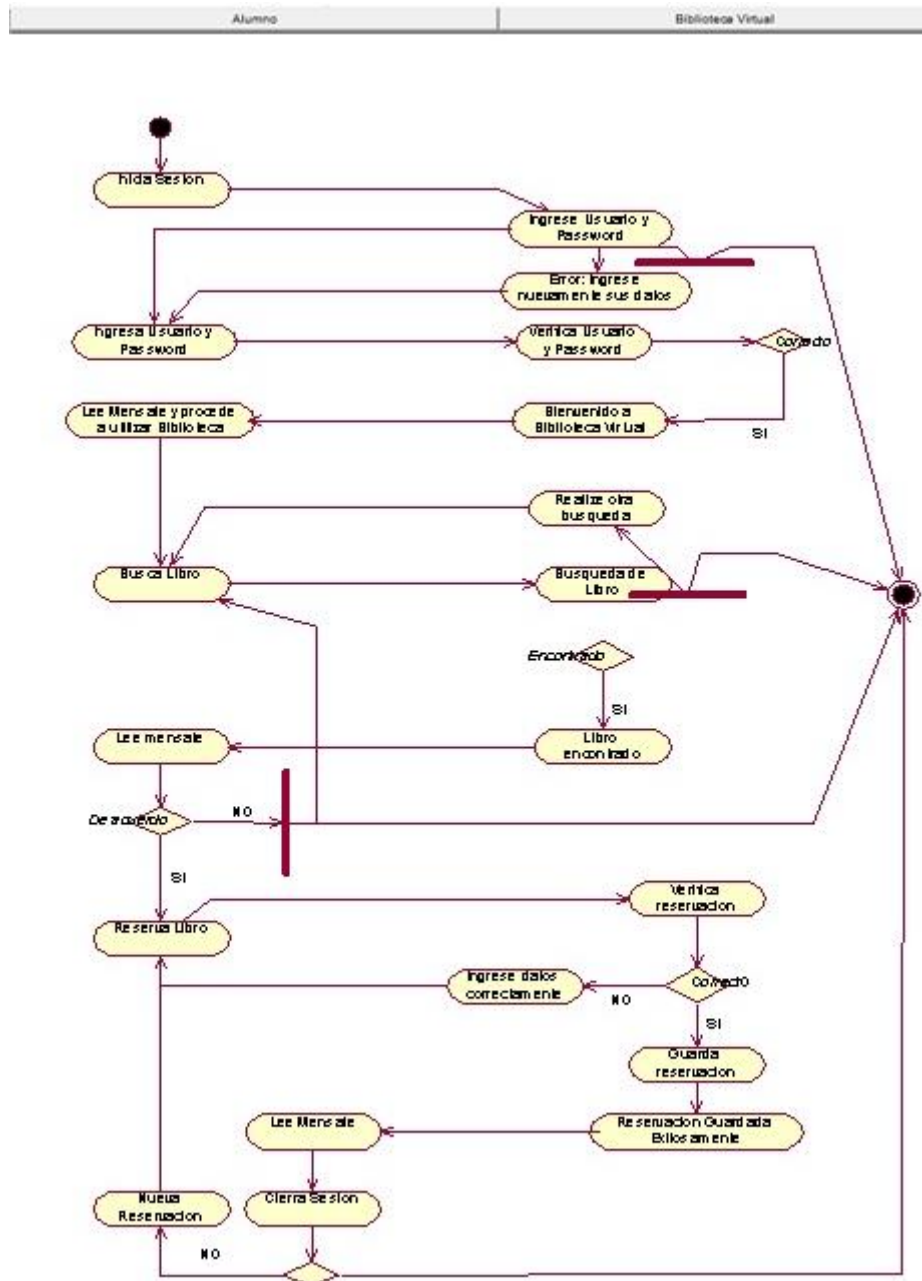 Alumno
Biblioteca Virtual
Inicia Sesion
Ingrese Usuario y
Password
Error: Ingrese
nuevamente sus datos
Ingresa Usuario y
Password
Verifica Usuario
y Password
Correcto
Lee Mensaje y procede
a utilizar Biblioteca
Bienvenido a
Biblioteca Virtual
SI
Realize otra
busqueda
Busca Libro
Busqueda de
Libro
Encontrado
SI
Lee mensaje
Libro
encontrado
De acuerdo
NO
SI
Verifica
reservacion
Reserva Libro
Ingrese datos
correctamente
NO
Correcto
SI
Guarda
reservacion
Lee Mensaje
Reservacion Guardada
Exitosamente
Nueva
Reservacion
Cierra Sesion
NO